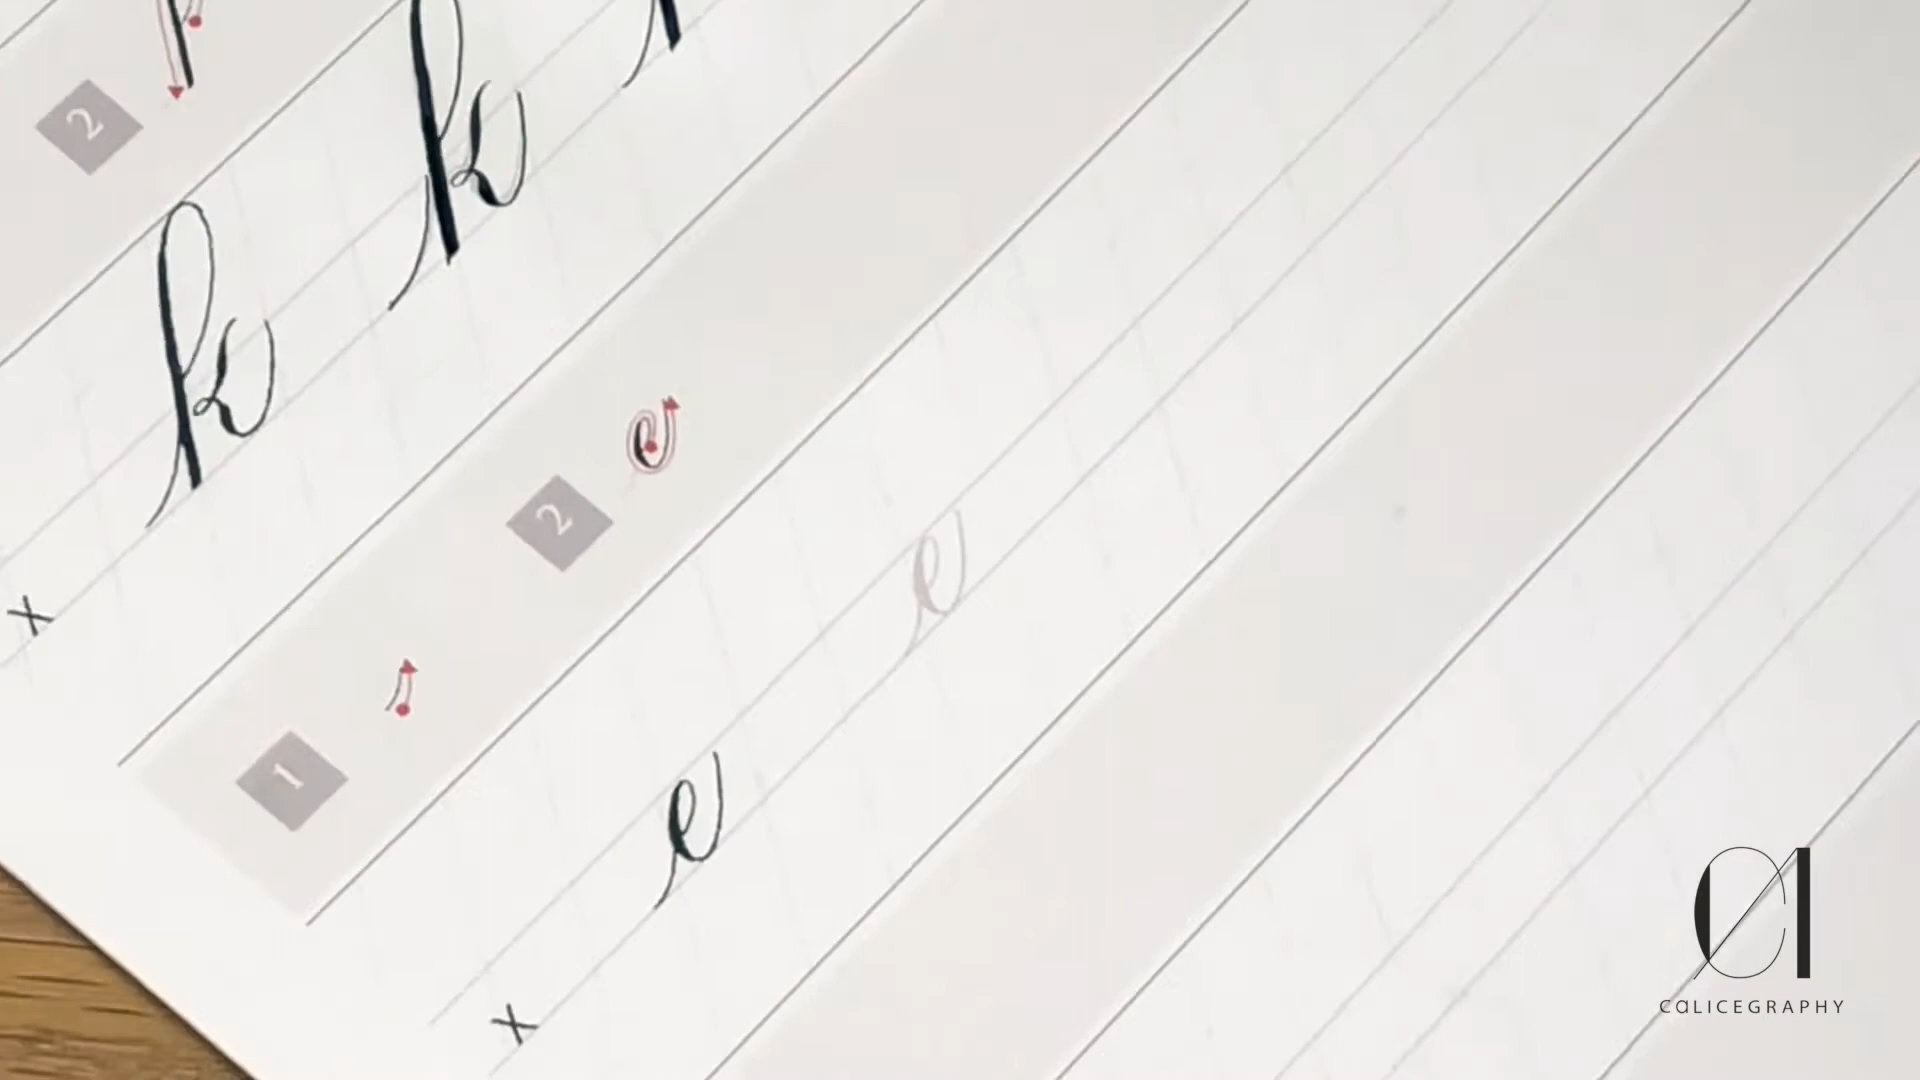 2
k k
1 2 e
x
e e
x
CALICEGRAPHY